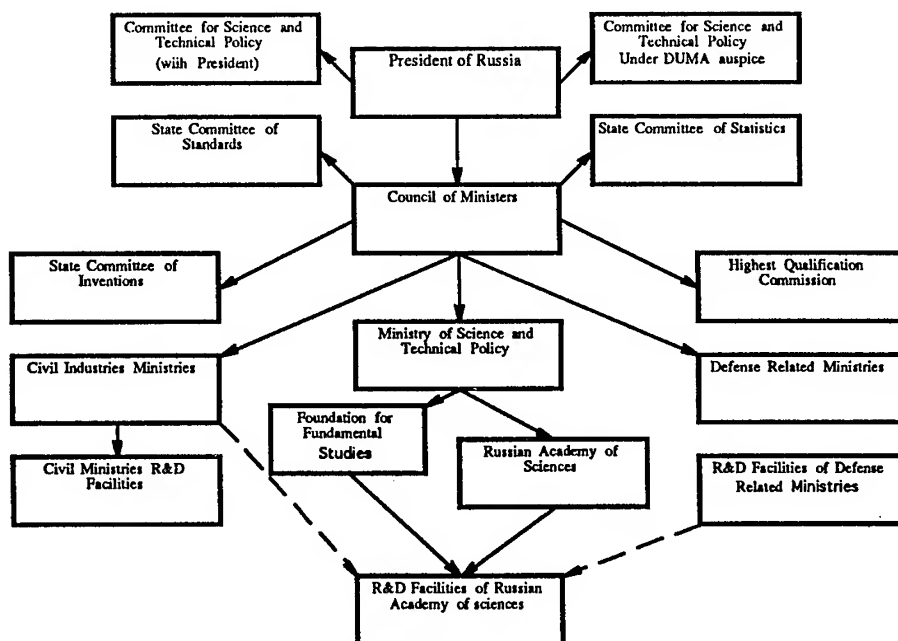 Committee for Science and
Technical Policy
(wiih President)
President of Russia
Committee for Science and
Technical Policy
Under DUMA auspice
State Committee of
Standards
State Committee of Statistics
Council of Ministers
State Committee of
Inventions
Highest Qualification
Commission
Ministry of Science and
Technical Policy
Civil Industries Ministries
Defense Related Ministries
Foundation for
Fundamental
Studies
Russian Academy of
Sciences
Civil Ministries R&D
Facilities
R&D Facilities of Defense
Related Ministries
R&D Facilities of Russian
Academy of sciences